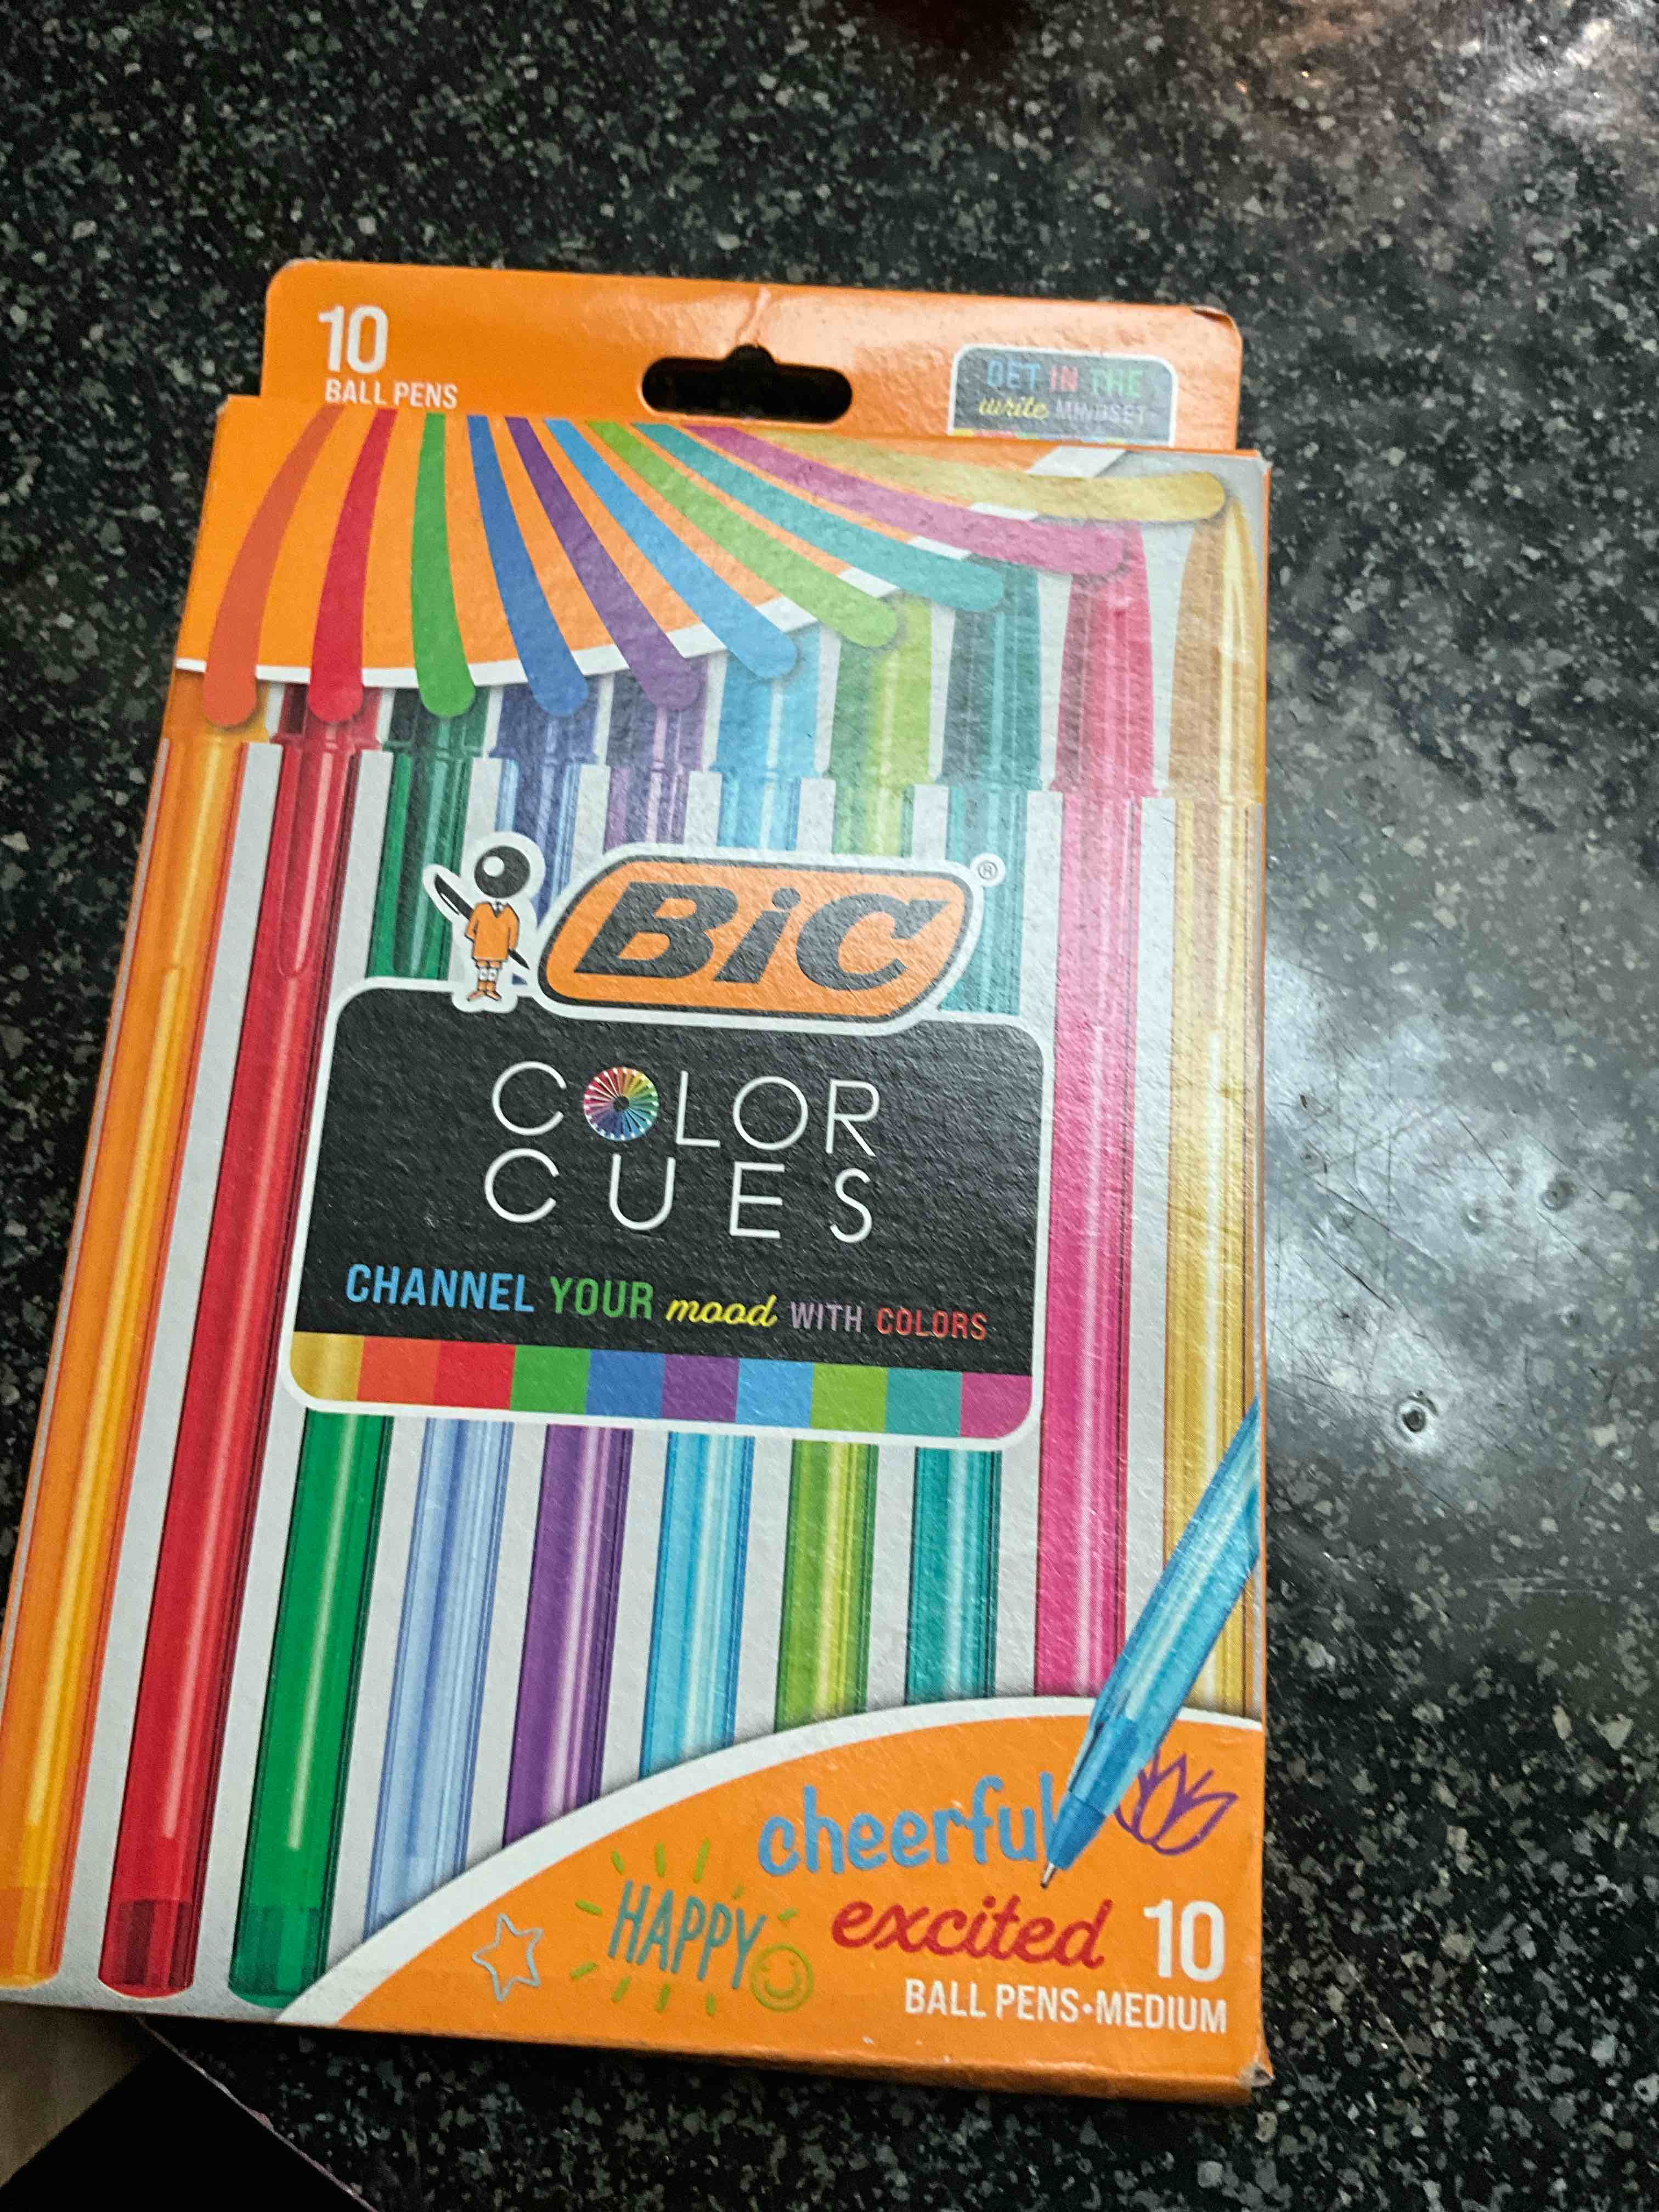 10
BALL PENS
GET IN THE
write MINDSET
BiC®
COLOR
CUES
CHANNEL YOUR mood WITH COLORS
cheerful
HAPPY
excited
10
BALL PENS•MEDIUM